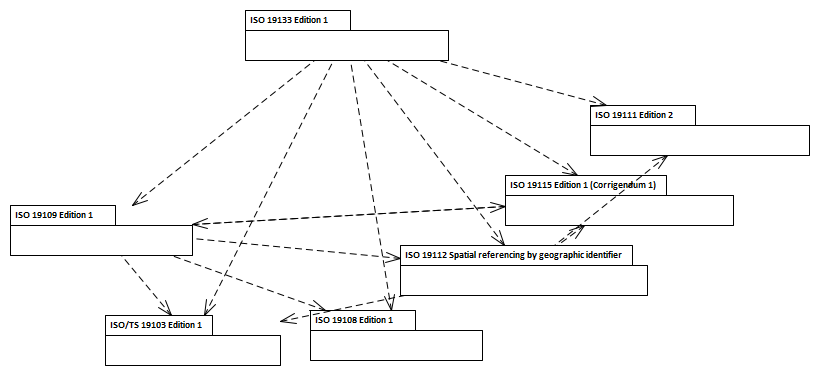 ISO 19133 Edition 1
ISO 19111 Edition 2
ISO 19115 Edition 1 (Corrigendum 1)
ISO 19109 Edition 1
ISO 19112 Spatial referencing by geographic identifier
ISO/TS 19103 Edition 1
ISO 19108 Edition 1